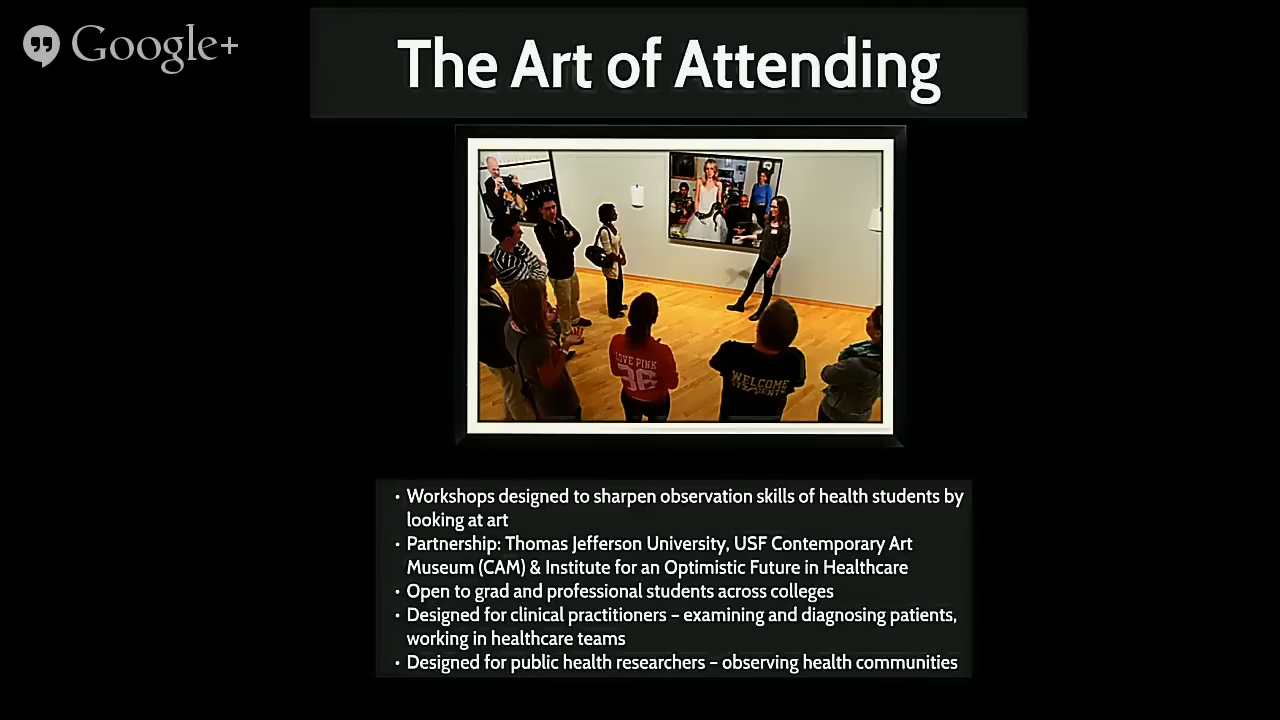 Google+
The Art of Attending
LOVE PINK
86
WELCOME
STUDENTS
• Workshops designed to sharpen observation skills of health students by
looking at art
• Partnership: Thomas Jefferson University, USF Contemporary Art
Museum (CAM) & Institute for an Optimistic Future in Healthcare
• Open to grad and professional students across colleges
• Designed for clinical practitioners – examining and diagnosing patients,
working in healthcare teams
• Designed for public health researchers – observing health communities